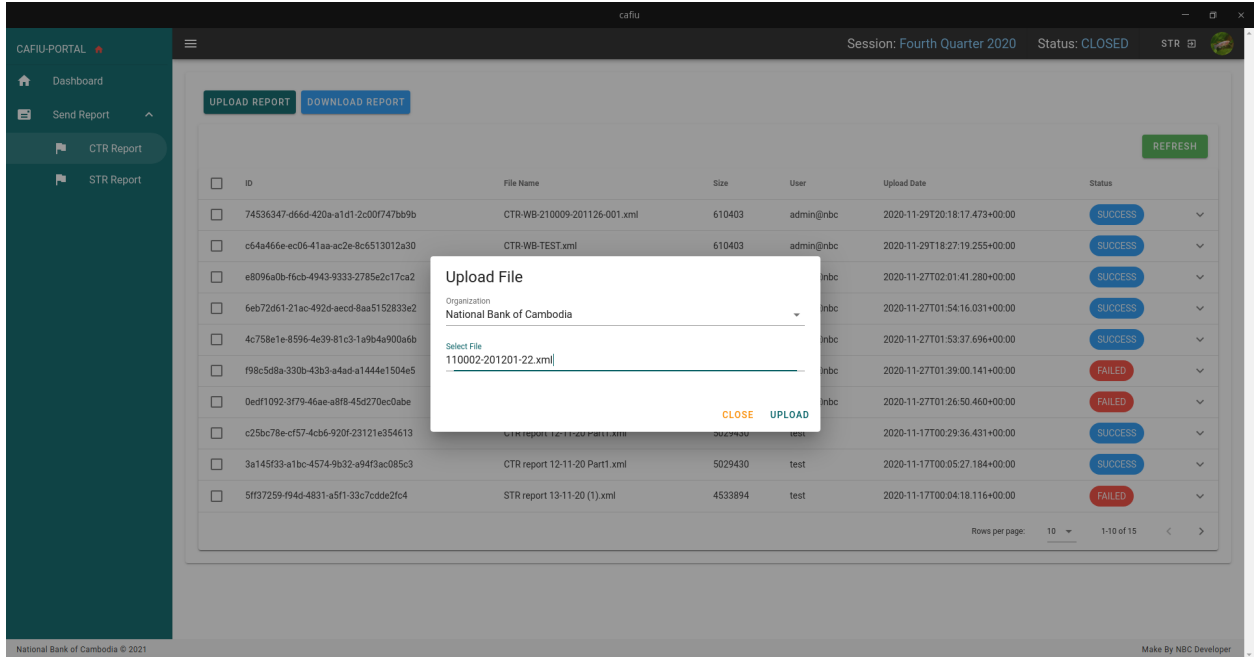 cafiu
CAFIU-PORTAL
Session: Fourth Quarter 2020 Status: CLOSED STR
Dashboard
Send Report
CTR Report
STR Report
UPLOAD REPORT DOWNLOAD REPORT
REFRESH
ID File Name Size User Upload Date Status
74536347-d66d-420a-a1d1-2c00f747bb9b CTR-WB-210009-201126-001.xml 610403 admin@nbc 2020-11-29T20:18:17.473+00:00 SUCCESS
c64a466e-ec06-41aa-ac2e-8c6513012a30 CTR-WB-TEST.xml 610403 admin@nbc 2020-11-29T18:27:19.255+00:00 SUCCESS
e8096a0b-f6cb-4943-9333-2785e2c17ca2 2020-11-27T02:01:41.280+00:00 SUCCESS
6eb72d61-21ac-492d-aecd-8aa5152833e2 2020-11-27T01:54:16.031+00:00 SUCCESS
4c758e1e-8596-4e39-81c3-1a9b4a900a6b 2020-11-27T01:53:37.696+00:00 SUCCESS
f98c5d8a-330b-43b3-a4ad-a1444e1504e5 2020-11-27T01:39:00.141+00:00 FAILED
0edf1092-3f79-46ae-a8f8-45d270ec0abe 2020-11-27T01:26:50.460+00:00 FAILED
c25bc78e-cf57-4cb6-920f-23121e354613 CTR report 12-11-20 Part1.xml 5029430 test 2020-11-17T00:29:36.431+00:00 SUCCESS
3a145f33-a1bc-4574-9b32-a94f3ac085c3 CTR report 12-11-20 Part1.xml 5029430 test 2020-11-17T00:05:27.184+00:00 SUCCESS
5ff37259-f94d-4831-a5f1-33c7cdde2fc4 STR report 13-11-20 (1).xml 4533894 test 2020-11-17T00:04:18.116+00:00 FAILED
Rows per page: 10 1-10 of 15
Upload File
Organization
National Bank of Cambodia
Select File
110002-201201-22.xml
CLOSE UPLOAD
National Bank of Cambodia © 2021
Make By NBC Developer